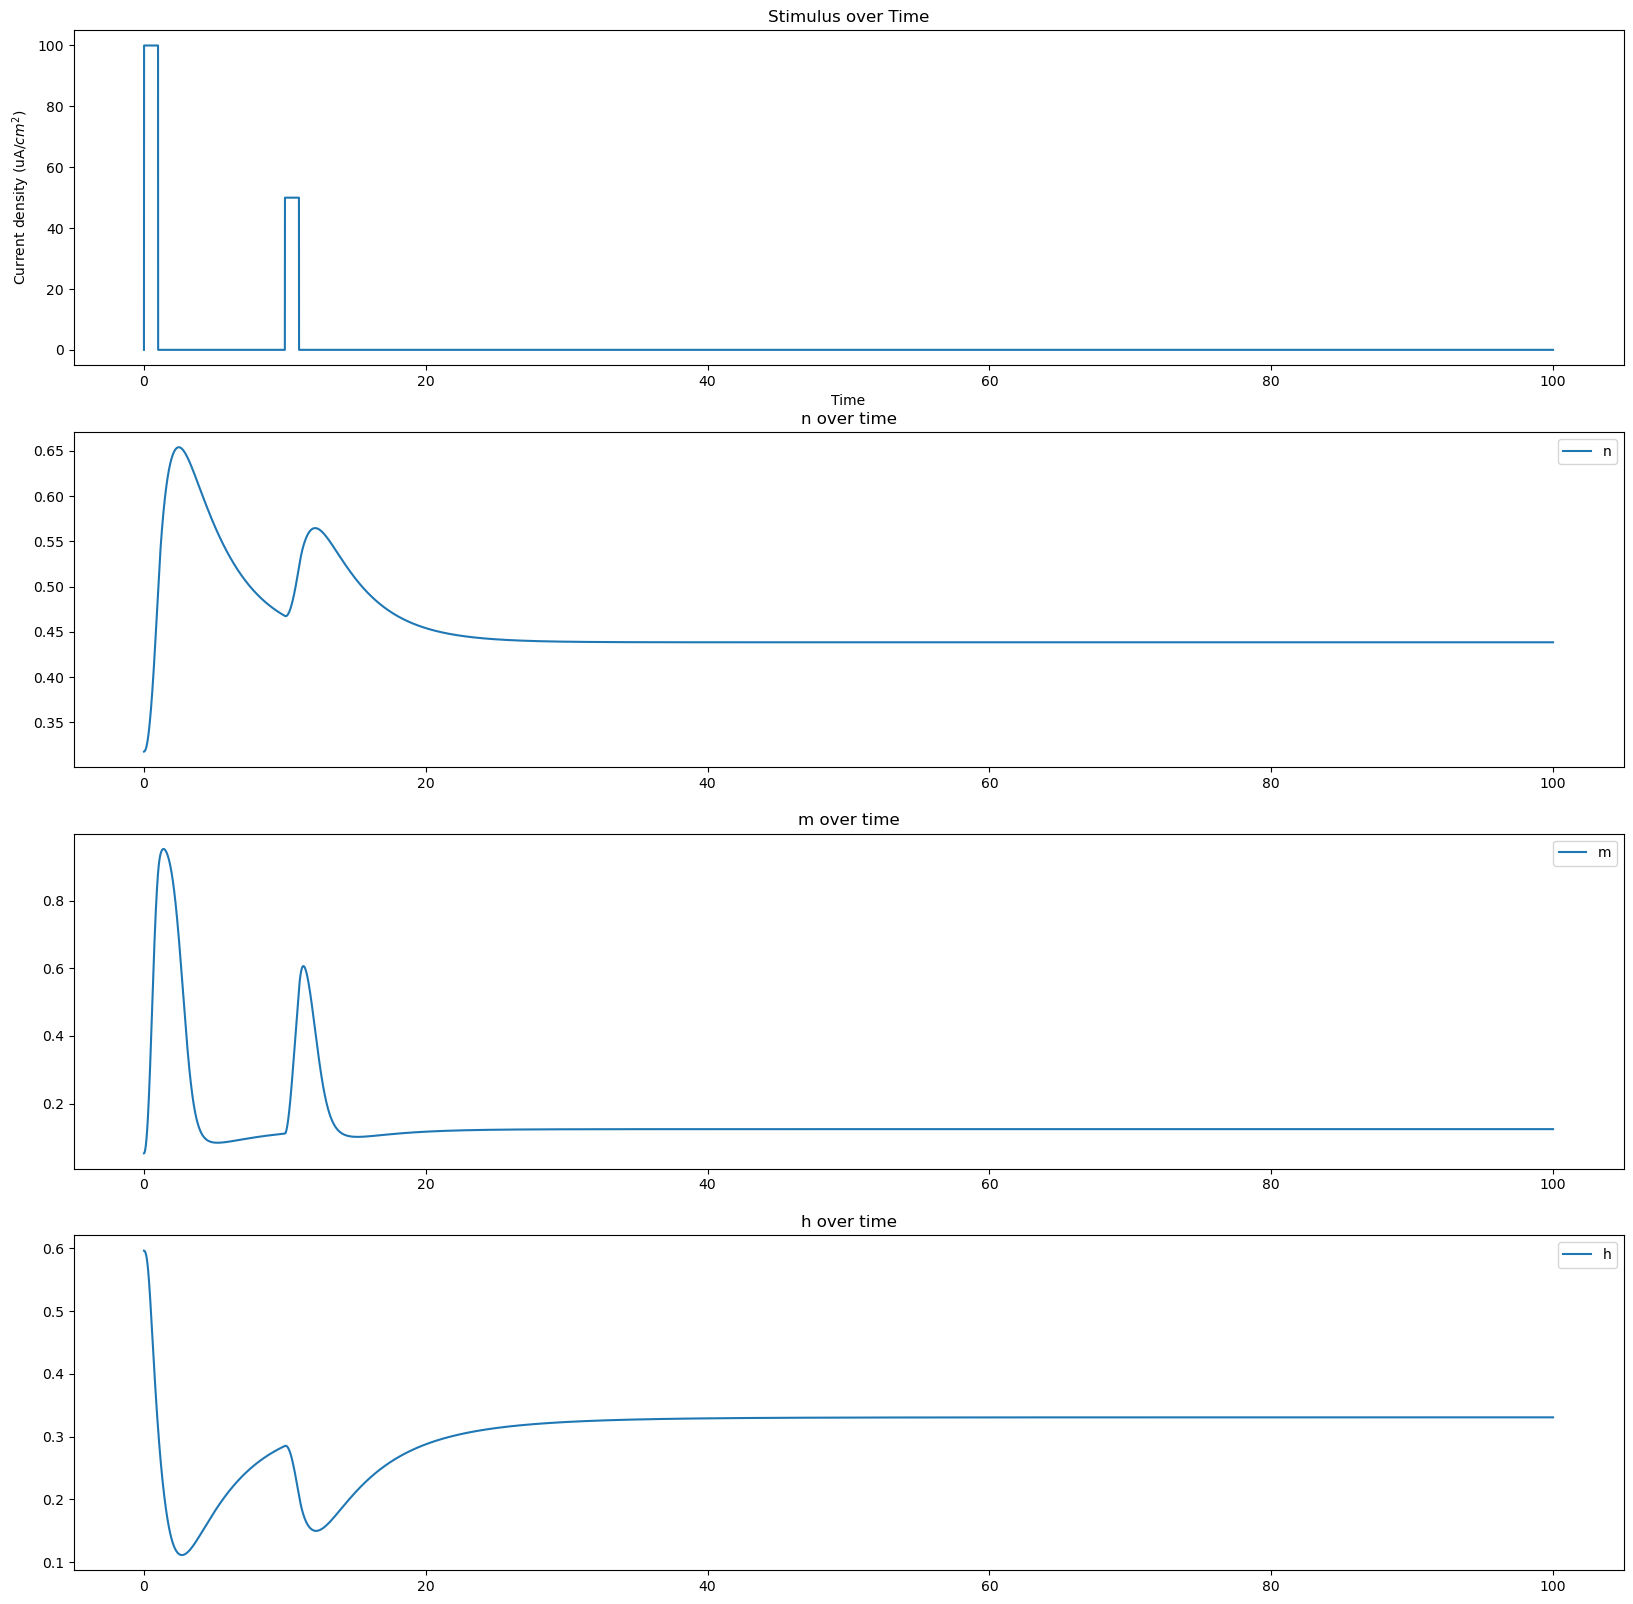 Stimulus over Time
Current density (uA/cm²)
100
80
60
40
20
0
0 20 40 60 80 100
Time
n over time
n
0.65
0.60
0.55
0.50
0.45
0.40
0.35
0 20 40 60 80 100
m over time
m
0.8
0.6
0.4
0.2
0 20 40 60 80 100
h over time
h
0.6
0.5
0.4
0.3
0.2
0.1
0 20 40 60 80 100